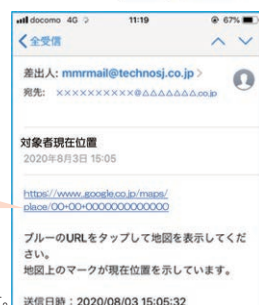 docomo 4G 11:19 67%
全受信
差出人: mmrmail@technosj.co.jp
宛先: ××××××××××@△△△△△△△.co.jp
対象者現在位置
2020年8月3日 15:05
https://www.google.co.jp/maps/
place/00+00+0000000000000
ブルーのURLをタップして地図を表示してくだ
さい。
地図上のマークが現在位置を示しています。
送信日時:2020/08/03 15:05:32
。